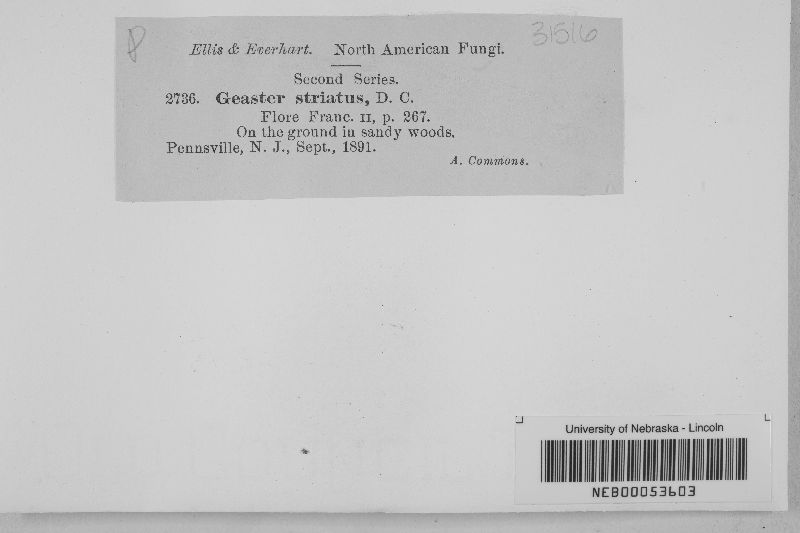 31516
Ellis & Everhart. North American Fungi.
Second Series.
2736. Geaster striatus, D. C.
Flore Franc. II, p. 267.
On the ground in sandy woods.
Pennsville, N. J., Sept., 1891.
A. Commons.
University of Nebraska - Lincoln
NEB00053603